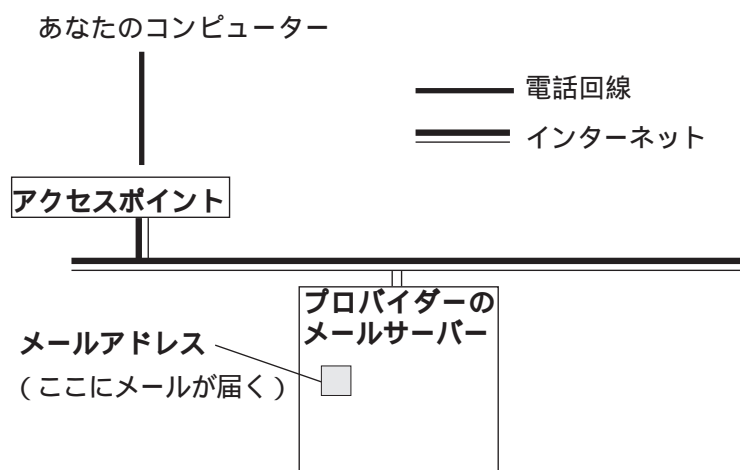 あなたのコンピューター
電話回線
インターネット
アクセスポイント
プロバイダーの
メールサーバー
メールアドレス
(ここにメールが届く)